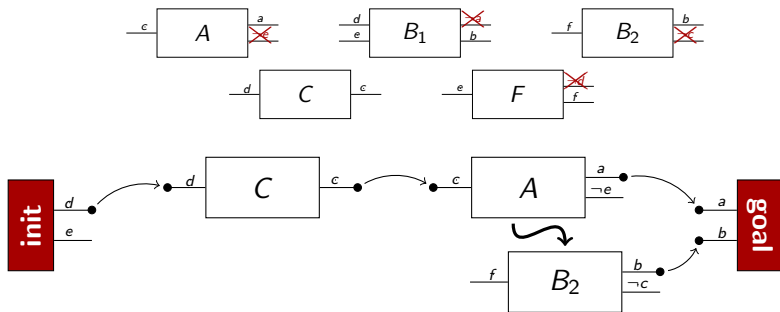 c A a ¬e
d e B₁ ¬a b
f B₂ b ¬c
d C c
e F ¬d f
init
d
e
d C c
c A a
¬e
f B₂ b
¬c
a
b
goal